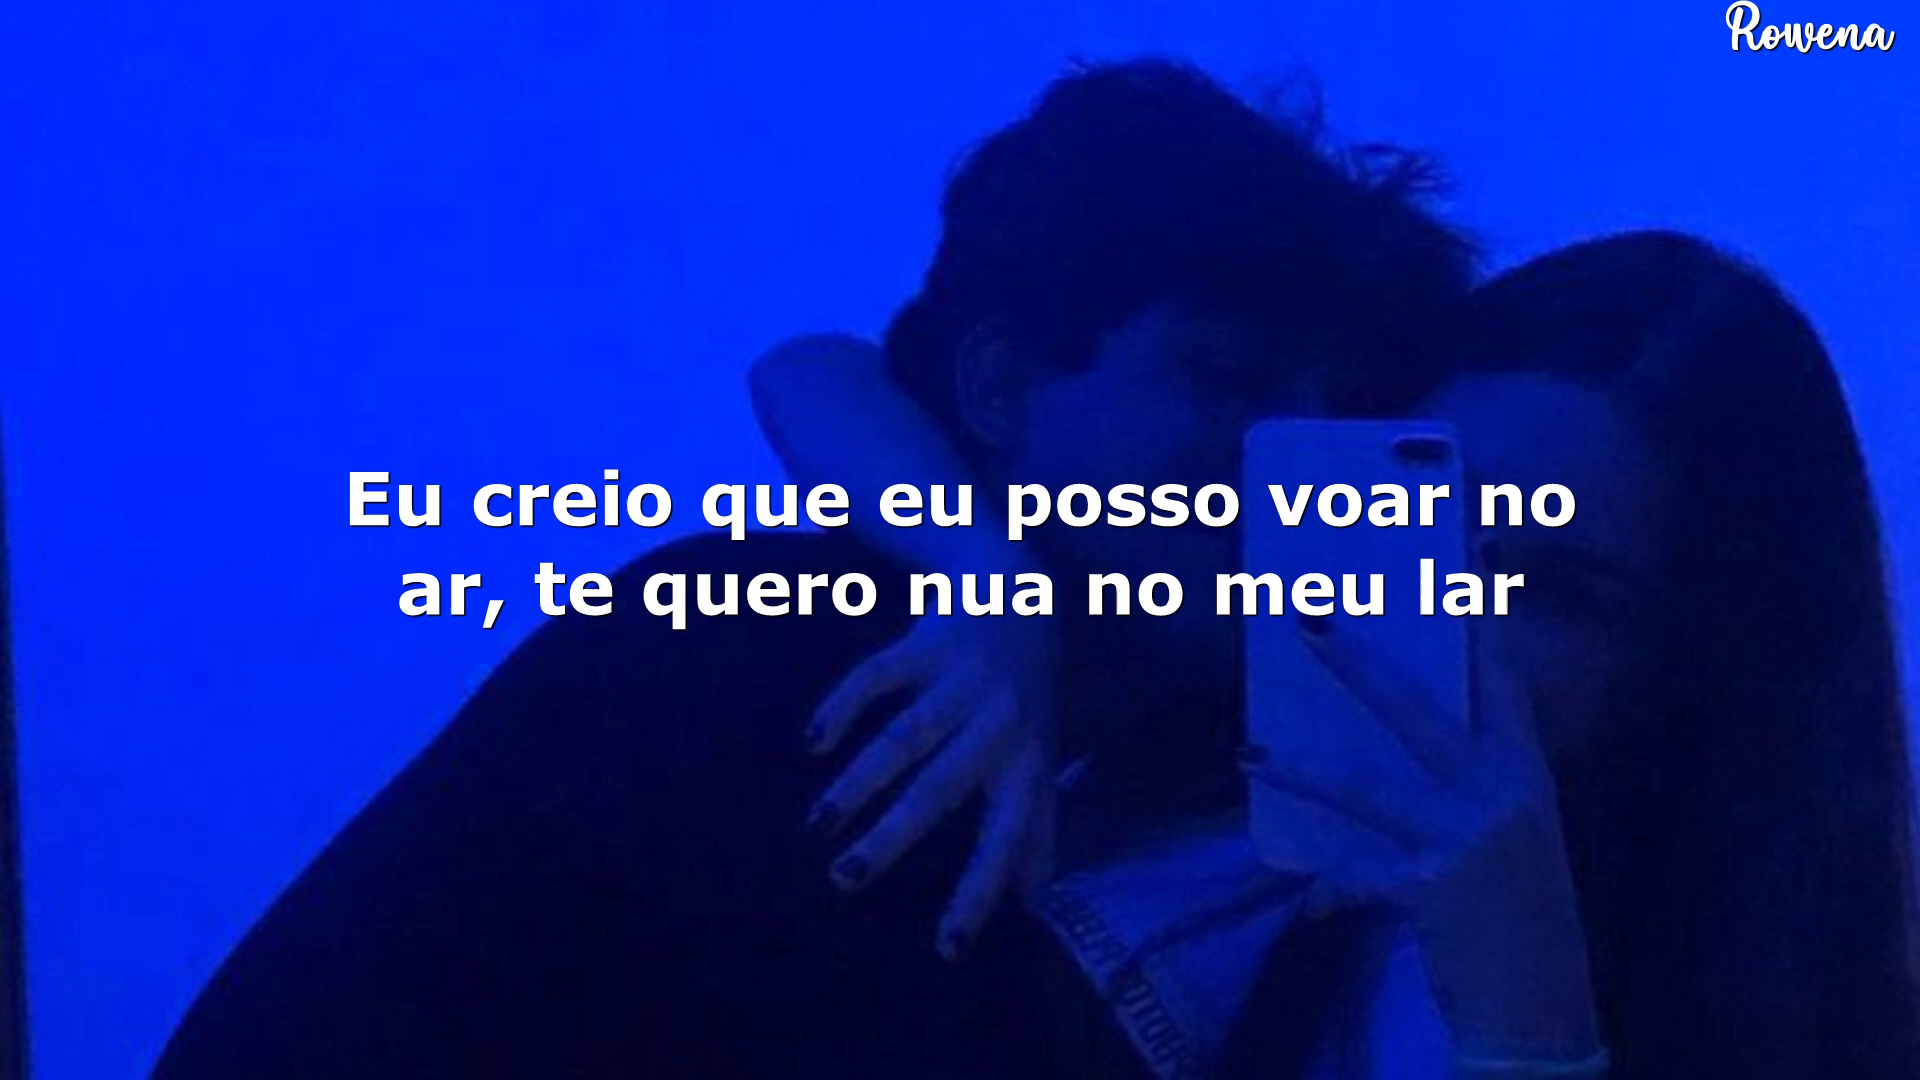 Rowena
Eu creio que eu posso voar no
ar, te quero nua no meu lar